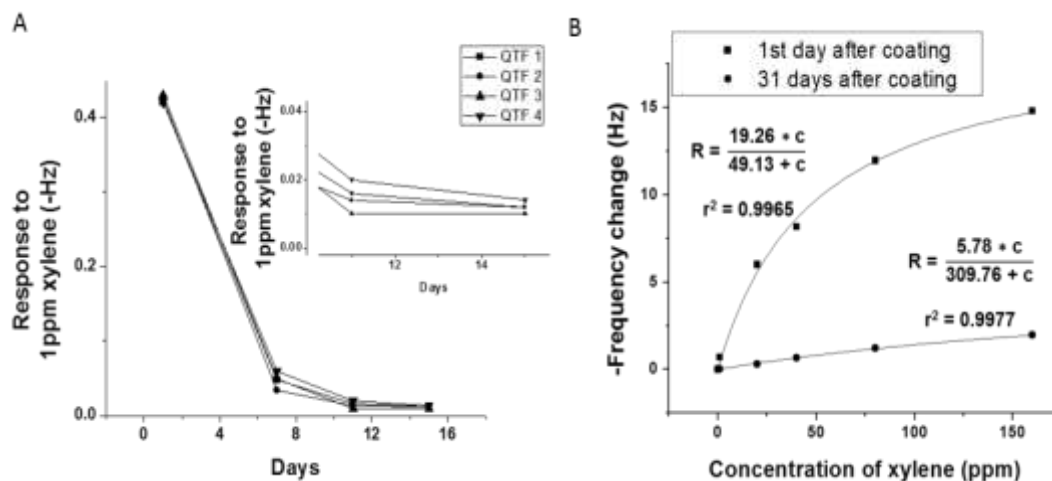 A
Response to
1ppm xylene (-Hz)
0.4
0.2
0.0
0
4
8
12
16
Days
QTF 1
QTF 2
QTF 3
QTF 4
Response to
1ppm xylene (-Hz)
0.04
0.02
0.00
12
14
Days
B
1st day after coating
31 days after coating
-Frequency change (Hz)
15
10
5
0
R = 19.26 * c
49.13 + c
r² = 0.9965
R = 5.78 * c
309.76 + c
r² = 0.9977
0
50
100
150
Concentration of xylene (ppm)